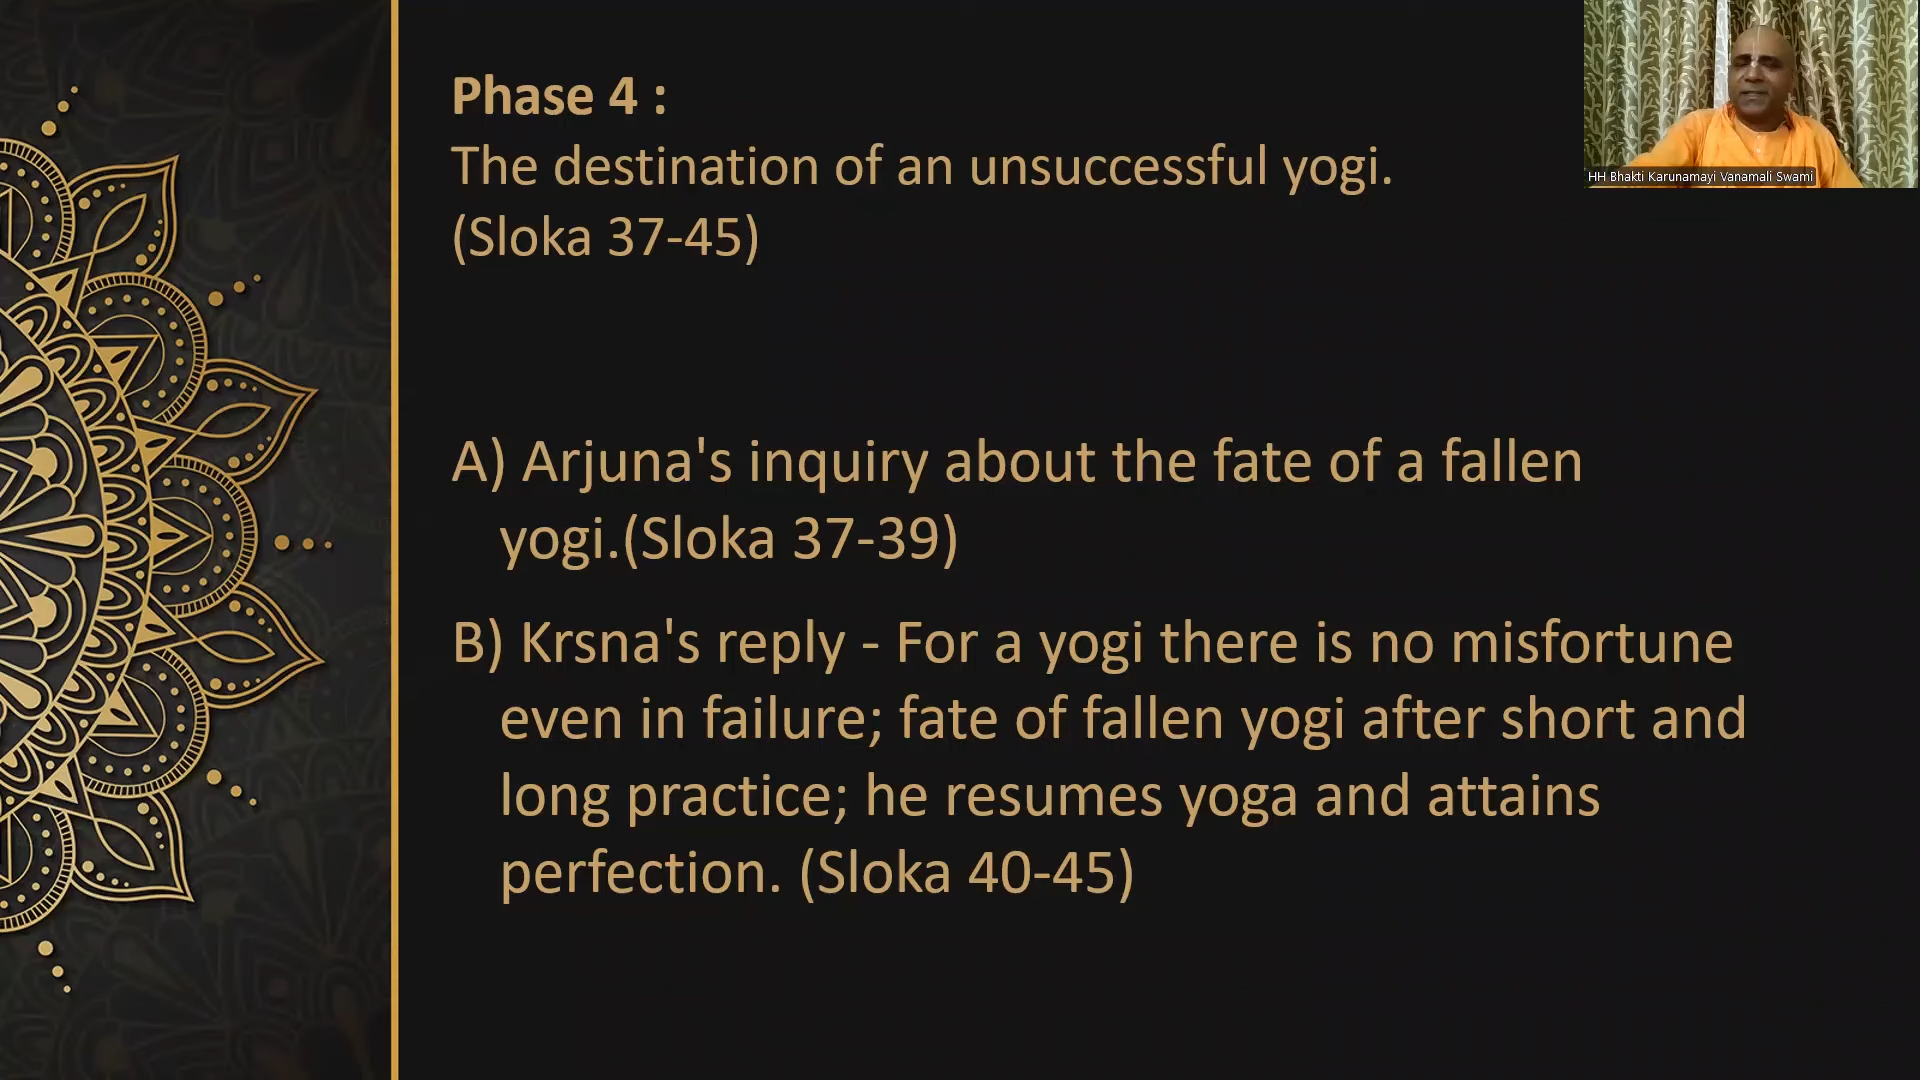 Phase 4 :
The destination of an unsuccessful yogi.
(Sloka 37-45)
HH Bhakti Karunamayi Vanamali Swami
A) Arjuna's inquiry about the fate of a fallen
yogi.(Sloka 37-39)
B) Krsna's reply - For a yogi there is no misfortune
even in failure; fate of fallen yogi after short and
long practice; he resumes yoga and attains
perfection. (Sloka 40-45)